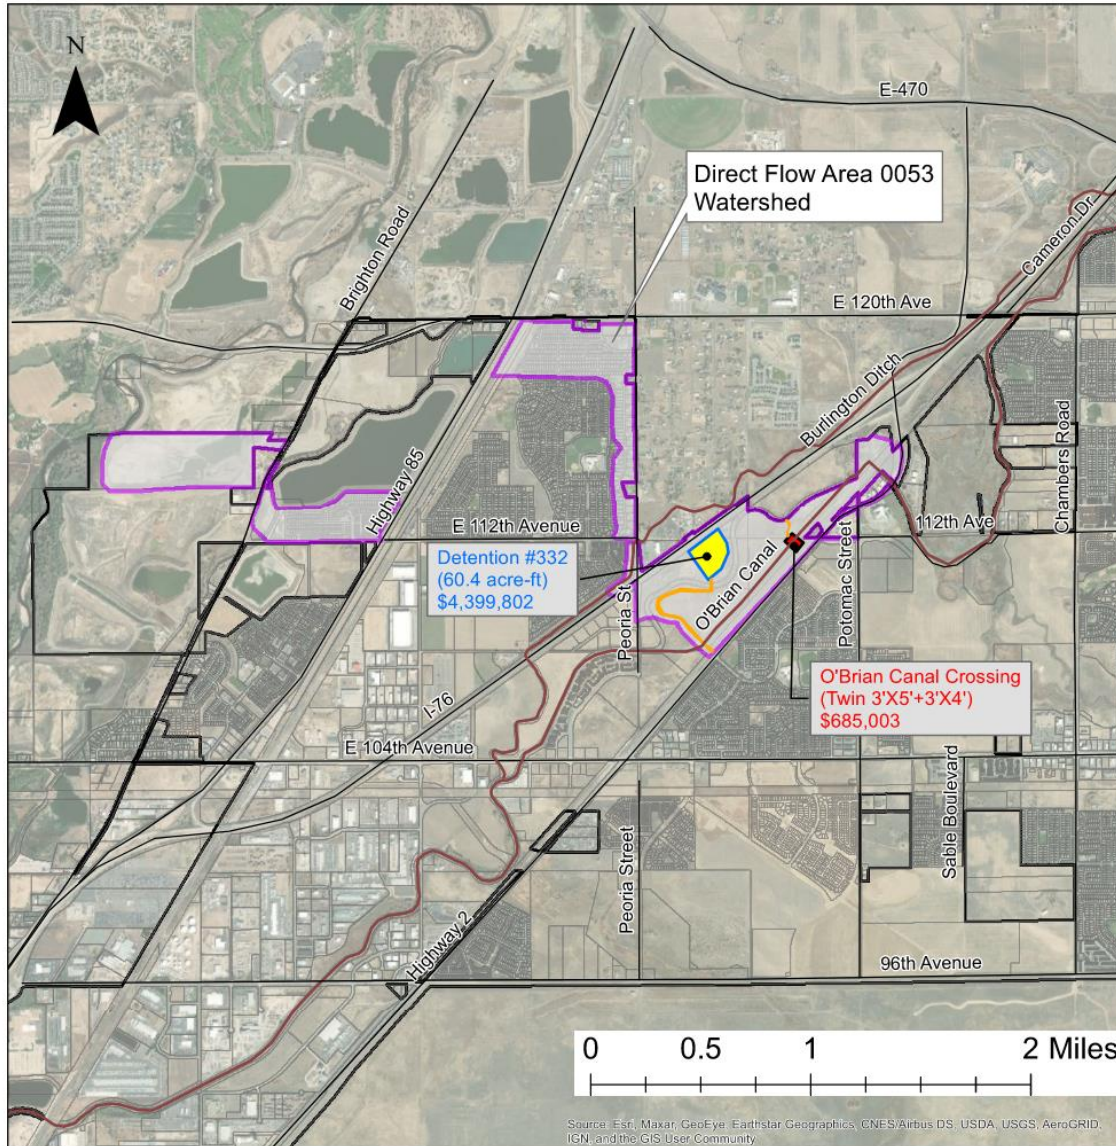 N
E-470
Direct Flow Area 0053
Watershed
Brighton Road
Cameron Dr.
E 120th Ave
Burlington Ditch
Highway 85
Chambers Road
E 112th Avenue
112th Ave
Detention #332
(60.4 acre-ft)
$4,399,802
O'Brian Canal
Potomac Street
Peoria St
O'Brian Canal Crossing
(Twin 3'X5'+3'X4')
$685,003
I-76
E 104th Avenue
Sable Boulevard
Peoria Street
Highway 2
96th Avenue
0 0.5 1 2 Miles
Source: Esri, Maxar, GeoEye, Earthstar Geographics, CNES/Airbus DS, USDA, USGS, AeroGRID,
IGN, and the GIS User Community